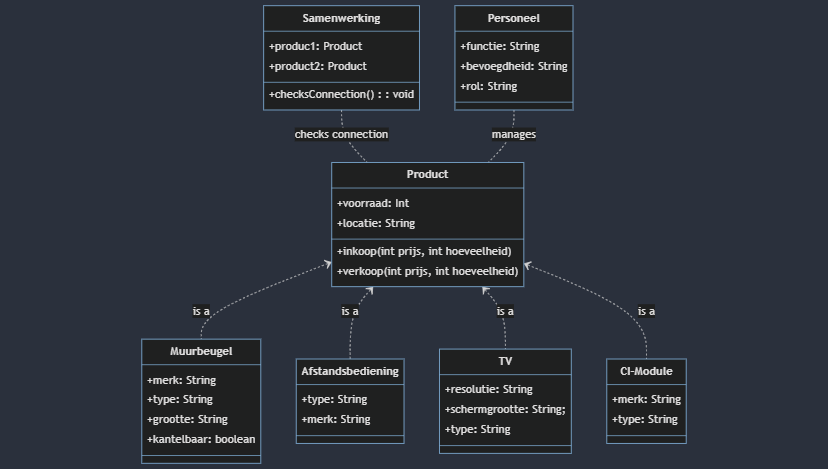 Samenwerking
+produc1: Product
+product2: Product
+checksConnection() : : void
Personeel
+functie: String
+bevoegdheid: String
+rol: String
checks connection
manages
Product
+voorraad: Int
+locatie: String
+inkoop(int prijs, int hoeveelheid)
+verkoop(int prijs, int hoeveelheid)
is a
is a
is a
is a
Muurbeugel
+merk: String
+type: String
+grootte: String
+kantelbaar: boolean
Afstandsbediening
+type: String
+merk: String
TV
+resolutie: String
+schermgrootte: String;
+type: String
CI-Module
+merk: String
+type: String